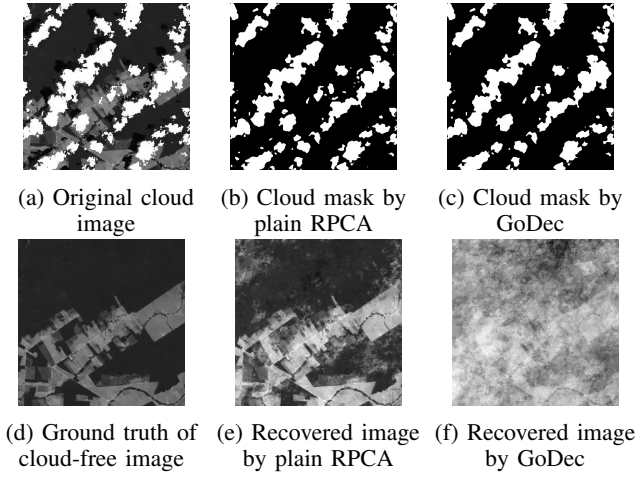 (a) Original cloud
image
(b) Cloud mask by
plain RPCA
(c) Cloud mask by
GoDec
(d) Ground truth of
cloud-free image
(e) Recovered image
by plain RPCA
(f) Recovered image
by GoDec